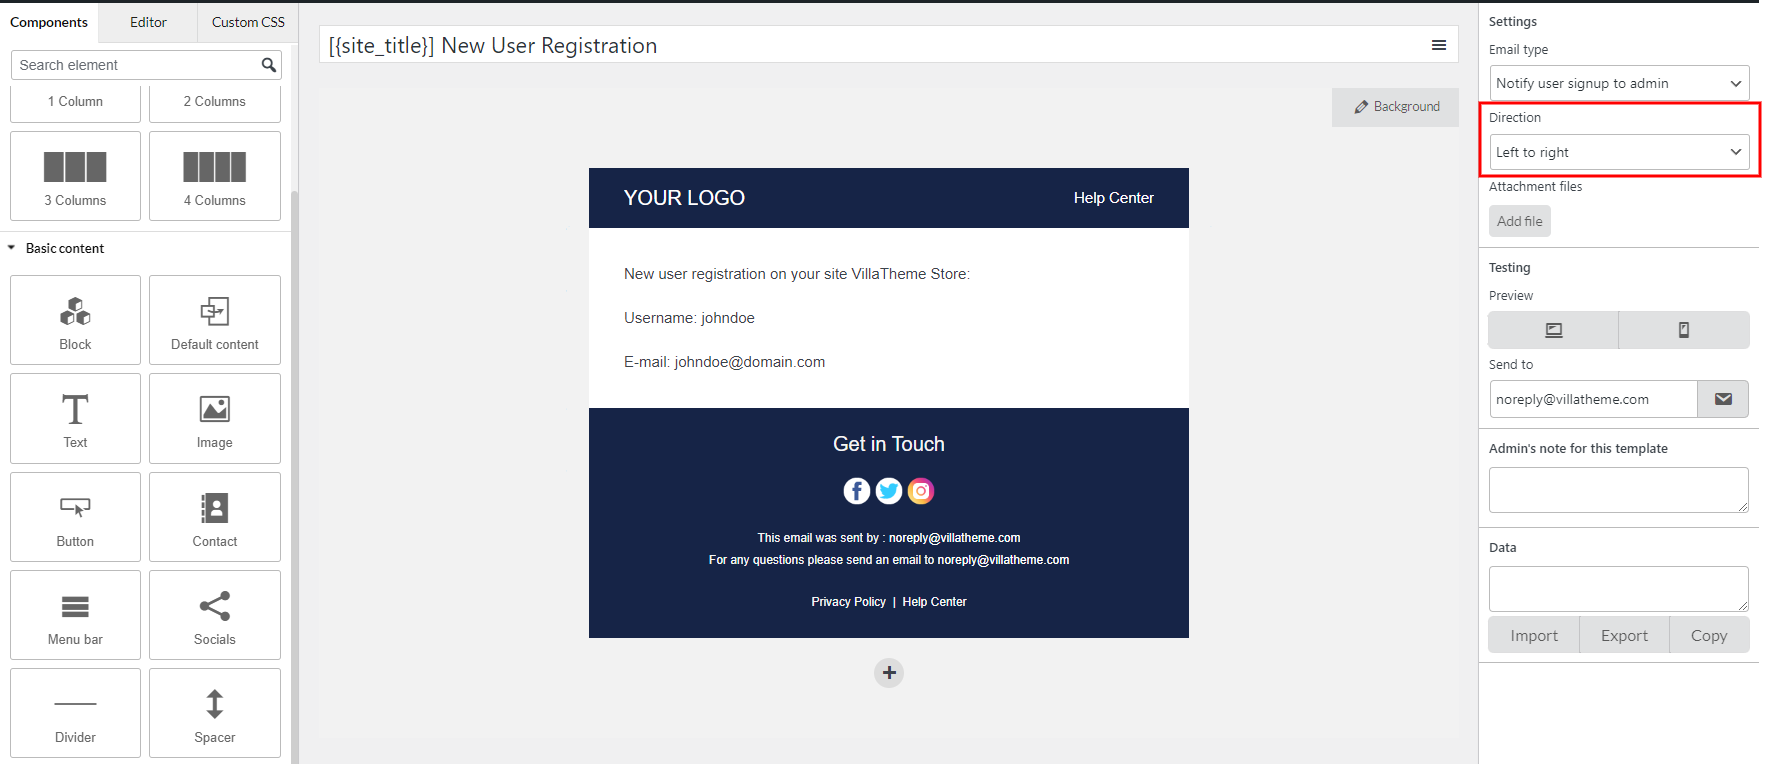 Components
Editor
Custom CSS
Search element
1 Column
2 Columns
3 Columns
4 Columns
Basic content
Block
Default content
Text
Image
Button
Contact
Menu bar
Socials
Divider
Spacer
[{site_title}] New User Registration
Background
YOUR LOGO
Help Center
New user registration on your site VillaTheme Store:
Username: johndoe
E-mail: johndoe@domain.com
Get in Touch
This email was sent by : noreply@villatheme.com
For any questions please send an email to noreply@villatheme.com
Privacy Policy | Help Center
Settings
Email type
Notify user signup to admin
Direction
Left to right
Attachment files
Add file
Testing
Preview
Send to
noreply@villatheme.com
Admin's note for this template
Data
Import
Export
Copy